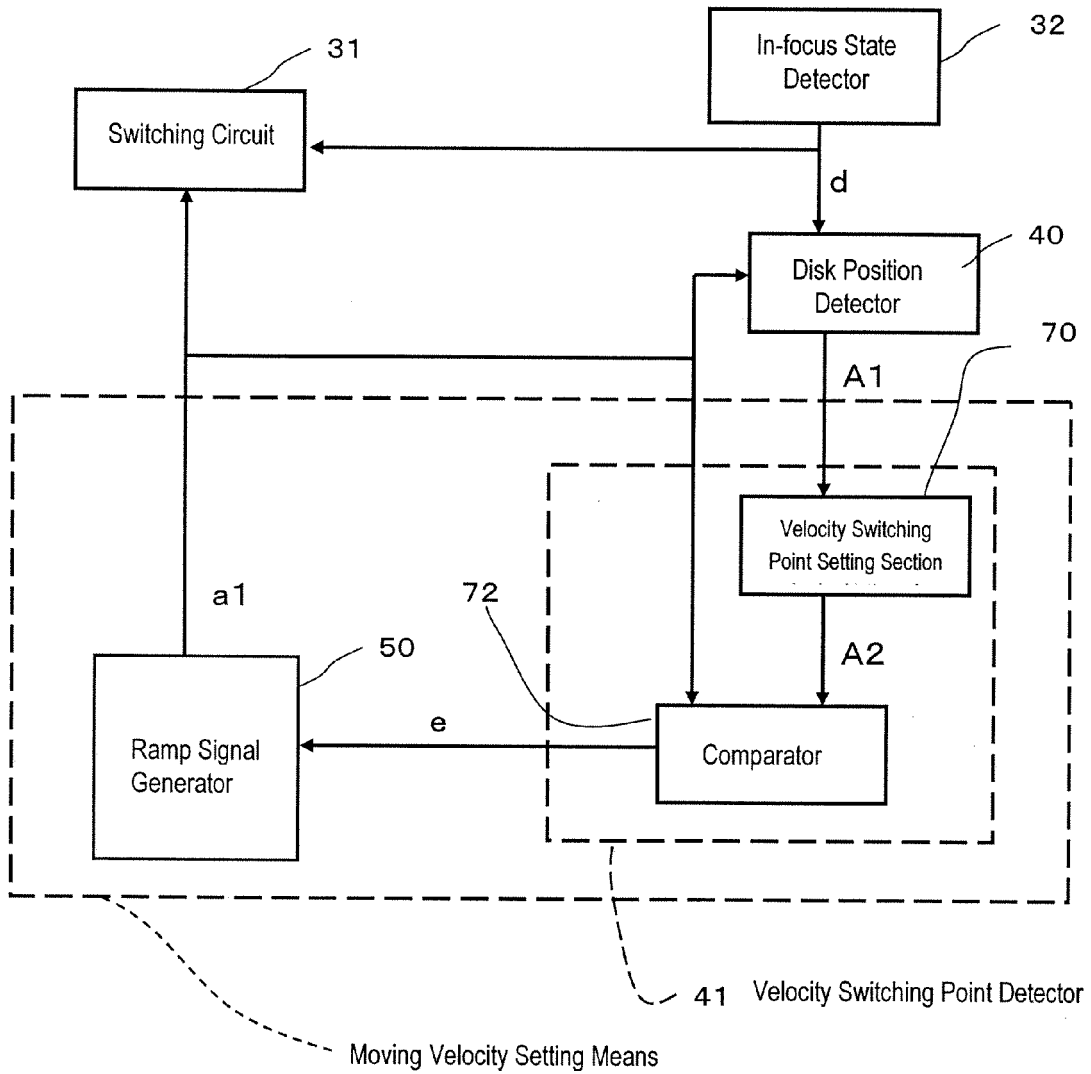 32
In-focus State
Detector
31
Switching Circuit
d
40
Disk Position
Detector
70
A1
Velocity Switching
Point Setting Section
a1
72
50
A2
e
Ramp Signal
Generator
Comparator
41 Velocity Switching Point Detector
Moving Velocity Setting Means